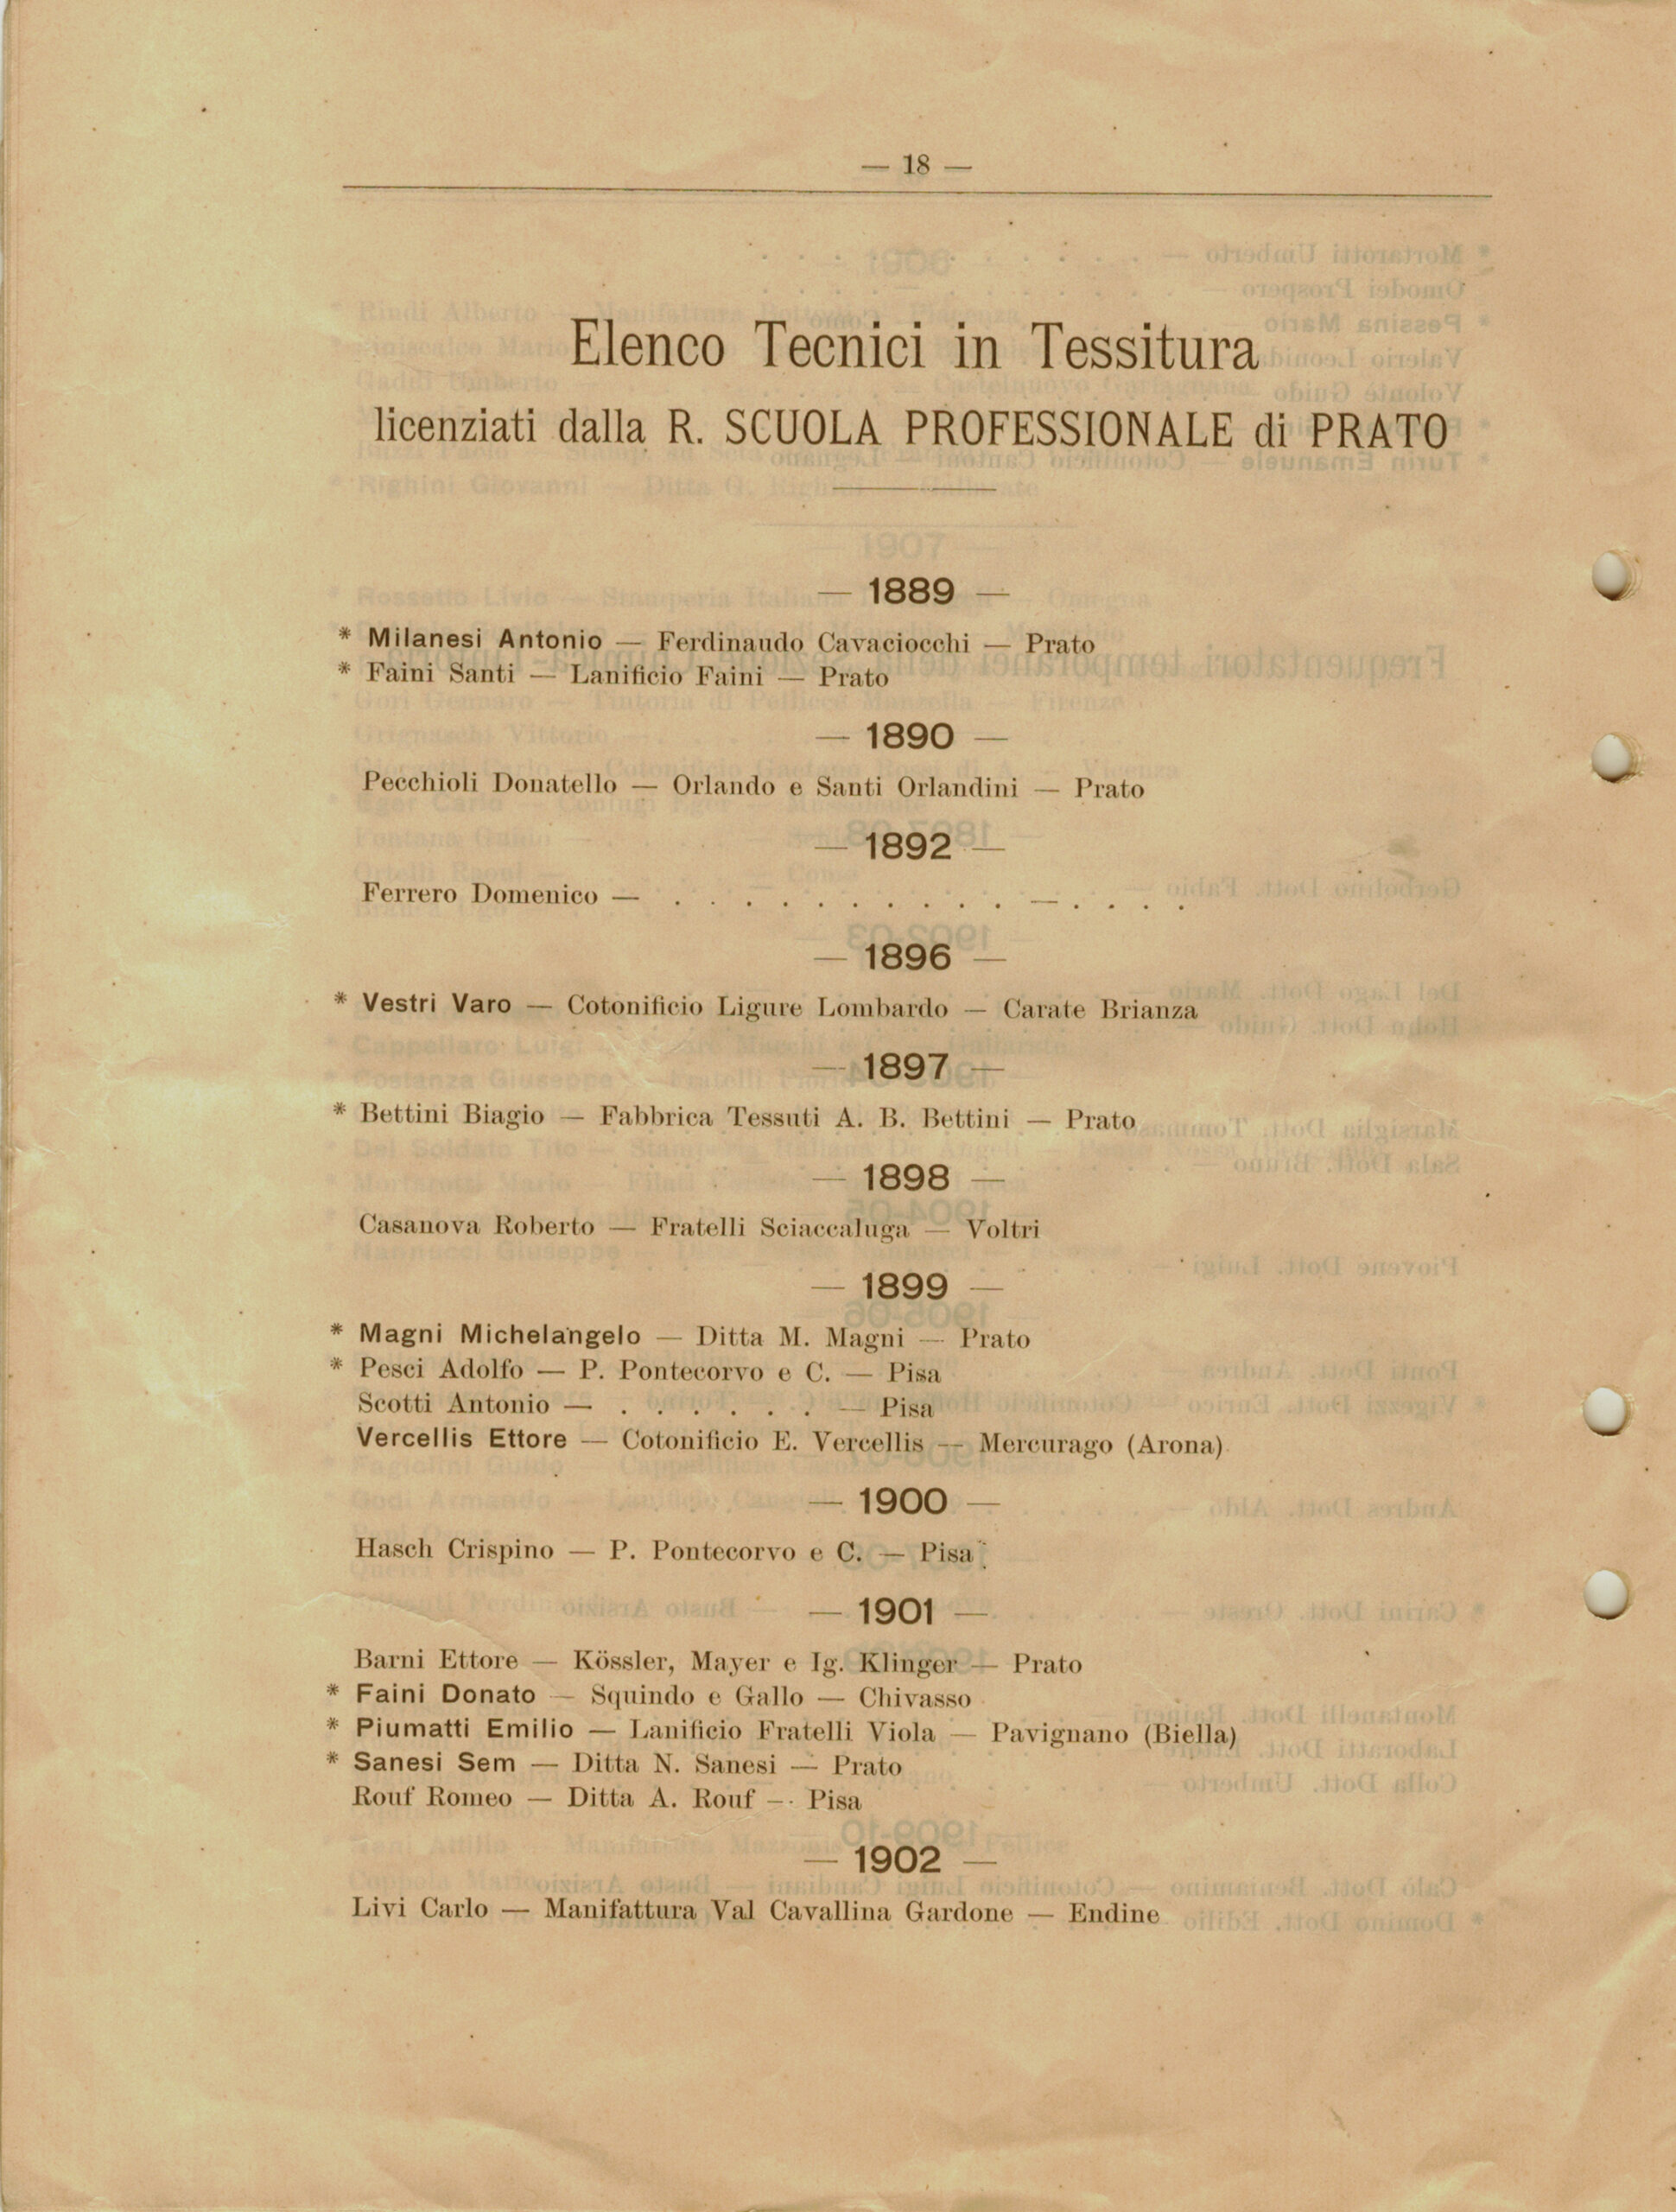 — 18 —
Elenco Tecnici in Tessitura
licenziati dalla R. SCUOLA PROFESSIONALE di PRATO
— 1889 —
* Milanesi Antonio — Ferdinaudo Cavaciocchi — Prato
* Faini Santi — Lanificio Faini — Prato
— 1890 —
Pecchioli Donatello — Orlando e Santi Orlandini — Prato
— 1892 —
Ferrero Domenico — . . . . . . . . . . — . . . .
— 1896 —
* Vestri Varo — Cotonificio Ligure Lombardo — Carate Brianza
— 1897 —
* Bettini Biagio — Fabbrica Tessuti A. B. Bettini — Prato
— 1898 —
Casanova Roberto — Fratelli Sciaccaluga — Voltri
— 1899 —
* Magni Michelangelo — Ditta M. Magni — Prato
* Pesci Adolfo — P. Pontecorvo e C. — Pisa
Scotti Antonio — . . . . . . — Pisa
Vercellis Ettore — Cotonificio E. Vercellis — Mercurago (Arona)
— 1900 —
Hasch Crispino — P. Pontecorvo e C. — Pisa
— 1901 —
Barni Ettore — Kössler, Mayer e Ig. Klinger — Prato
* Faini Donato — Squindo e Gallo — Chivasso
* Piumatti Emilio — Lanificio Fratelli Viola — Pavignano (Biella)
* Sanesi Sem — Ditta N. Sanesi — Prato
Rouf Romeo — Ditta A. Rouf — Pisa
— 1902 —
Livi Carlo — Manifattura Val Cavallina Gardone — Endine